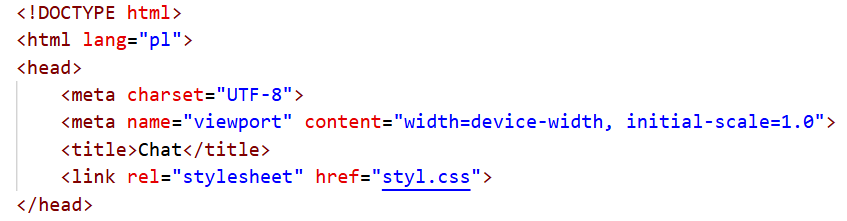 <!DOCTYPE html>
<html lang="pl">
<head>
    <meta charset="UTF-8">
    <meta name="viewport" content="width=device-width, initial-scale=1.0">
    <title>Chat</title>
    <link rel="stylesheet" href="styl.css">
</head>